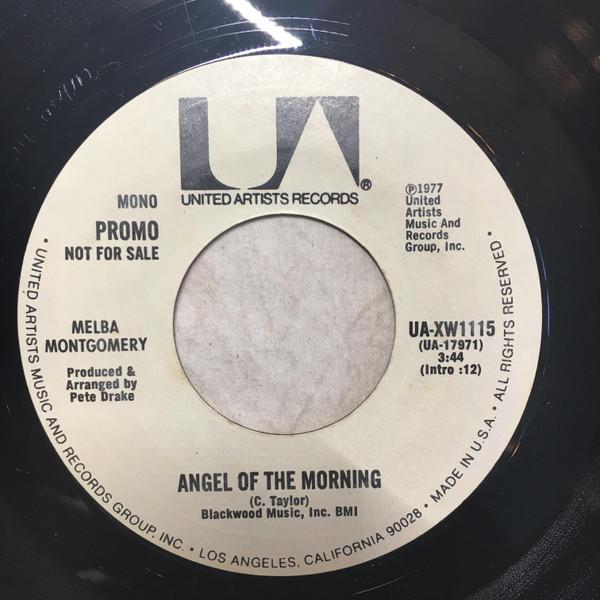 UA®
UNITED ARTISTS RECORDS
MONO
PROMO
NOT FOR SALE
℗1977
United
Artists
Music And
Records
Group, Inc.
MELBA
MONTGOMERY
Produced &
Arranged by
Pete Drake
UA-XW1115
(UA-17971)
3:44
(Intro :12)
ANGEL OF THE MORNING
(C. Taylor)
Blackwood Music, Inc. BMI
• UNITED ARTISTS MUSIC AND RECORDS GROUP, INC. • LOS ANGELES, CALIFORNIA 90028 • MADE IN U.S.A. • ALL RIGHTS RESERVED •